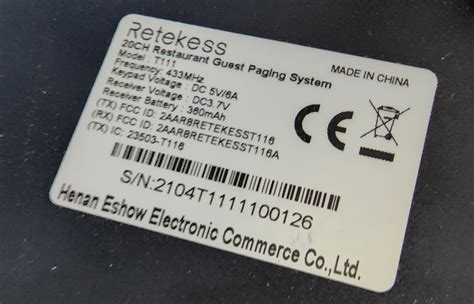 Retekess
20CH Restaurant Guest Paging System
Model : T111
Frequency: 433MHz
Keypad Voltage : DC 5V/6A
Receiver Voltage : DC3.7V
Receiver Battery : 360mAh
(TX) FCC ID: 2AAR8RETEKESST116
(RX) FCC ID: 2AAR8RETEKESST116A
(TX) IC: 23503-T116
MADE IN CHINA
CE
S/N:2104T1111100126
Henan Eshow Electronic Commerce Co.,Ltd.